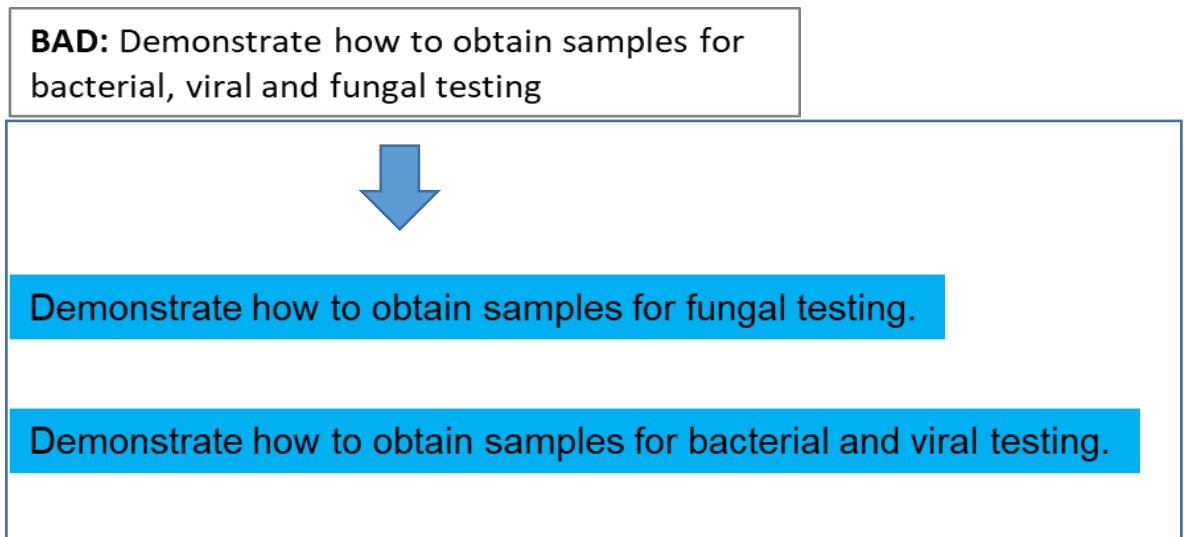 BAD: Demonstrate how to obtain samples for
bacterial, viral and fungal testing
Demonstrate how to obtain samples for fungal testing.
Demonstrate how to obtain samples for bacterial and viral testing.